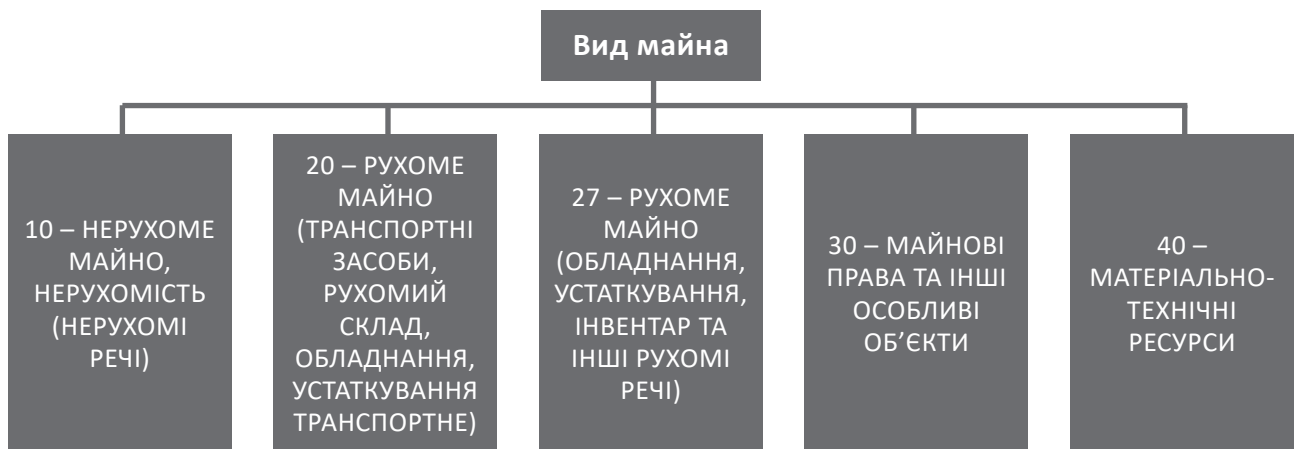 Вид майна
10 – НЕРУХОМЕ
МАЙНО,
НЕРУХОМІСТЬ
(НЕРУХОМІ
РЕЧІ)
20 – РУХОМЕ
МАЙНО
(ТРАНСПОРТНІ
ЗАСОБИ,
РУХОМИЙ
СКЛАД,
ОБЛАДНАННЯ,
УСТАТКУВАННЯ
ТРАНСПОРТНЕ)
27 – РУХОМЕ
МАЙНО
(ОБЛАДНАННЯ,
УСТАТКУВАННЯ,
ІНВЕНТАР ТА
ІНШІ РУХОМІ
РЕЧІ)
30 – МАЙНОВІ
ПРАВА ТА ІНШІ
ОСОБЛИВІ
ОБ’ЄКТИ
40 –
МАТЕРІАЛЬНО-
ТЕХНІЧНІ
РЕСУРСИ